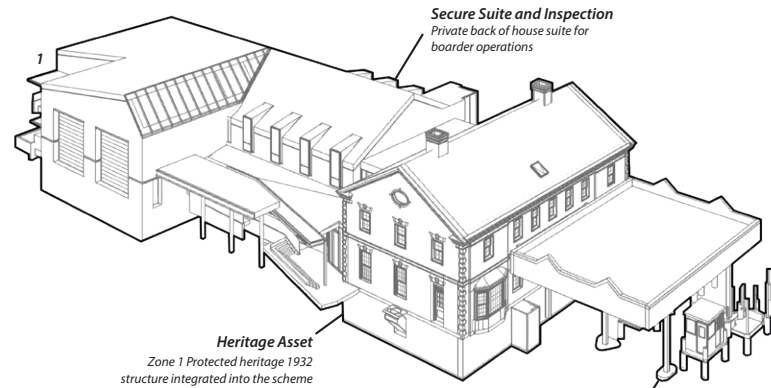 Secure Suite and Inspection
Private back of house suite for
boarder operations
1
Heritage Asset
Zone 1 Protected heritage 1932
structure integrated into the scheme